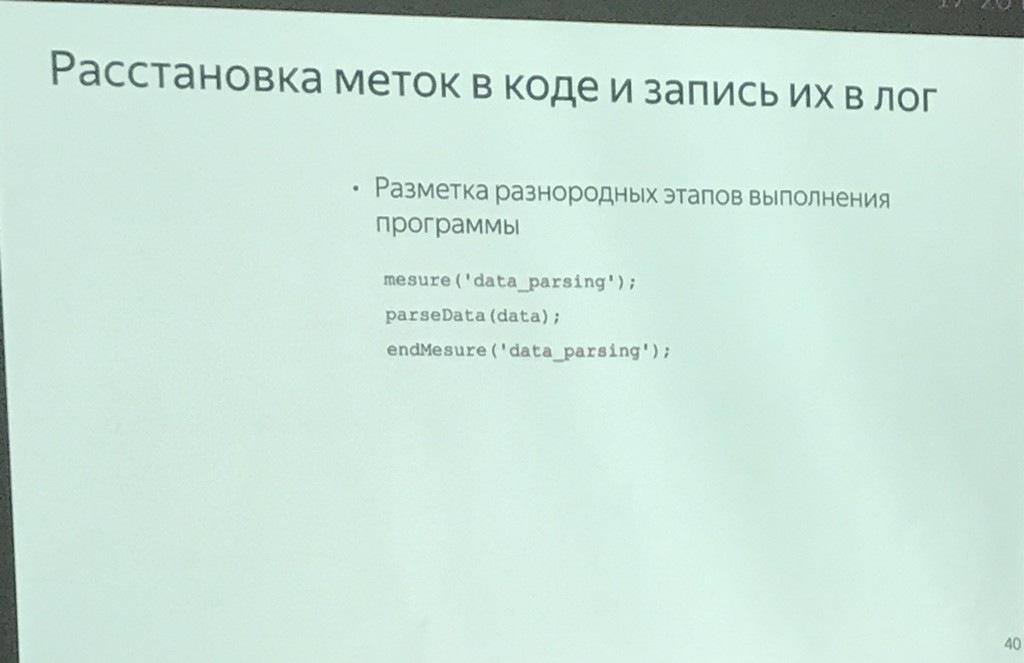 Расстановка меток в коде и запись их в лог
• Разметка разнородных этапов выполнения
программы
mesure('data_parsing');
parseData(data);
endMesure('data_parsing');
40